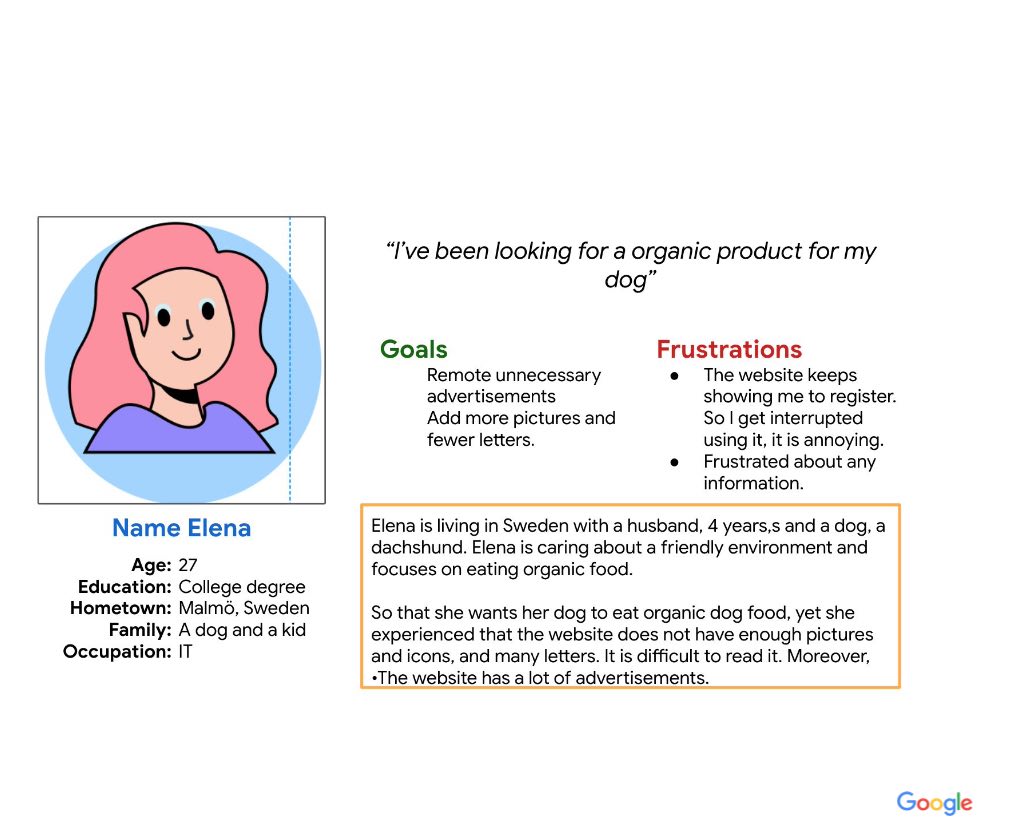 “I’ve been looking for a organic product for my
dog”
Goals
Remote unnecessary
advertisements
Add more pictures and
fewer letters.
Frustrations
● The website keeps
showing me to register.
So I get interrupted
using it, it is annoying.
● Frustrated about any
information.
Name Elena
Age: 27
Education: College degree
Hometown: Malmö, Sweden
Family: A dog and a kid
Occupation: IT
Elena is living in Sweden with a husband, 4 years,s and a dog, a
dachshund. Elena is caring about a friendly environment and
focuses on eating organic food.
So that she wants her dog to eat organic dog food, yet she
experienced that the website does not have enough pictures
and icons, and many letters. It is difficult to read it. Moreover,
•The website has a lot of advertisements.
Google